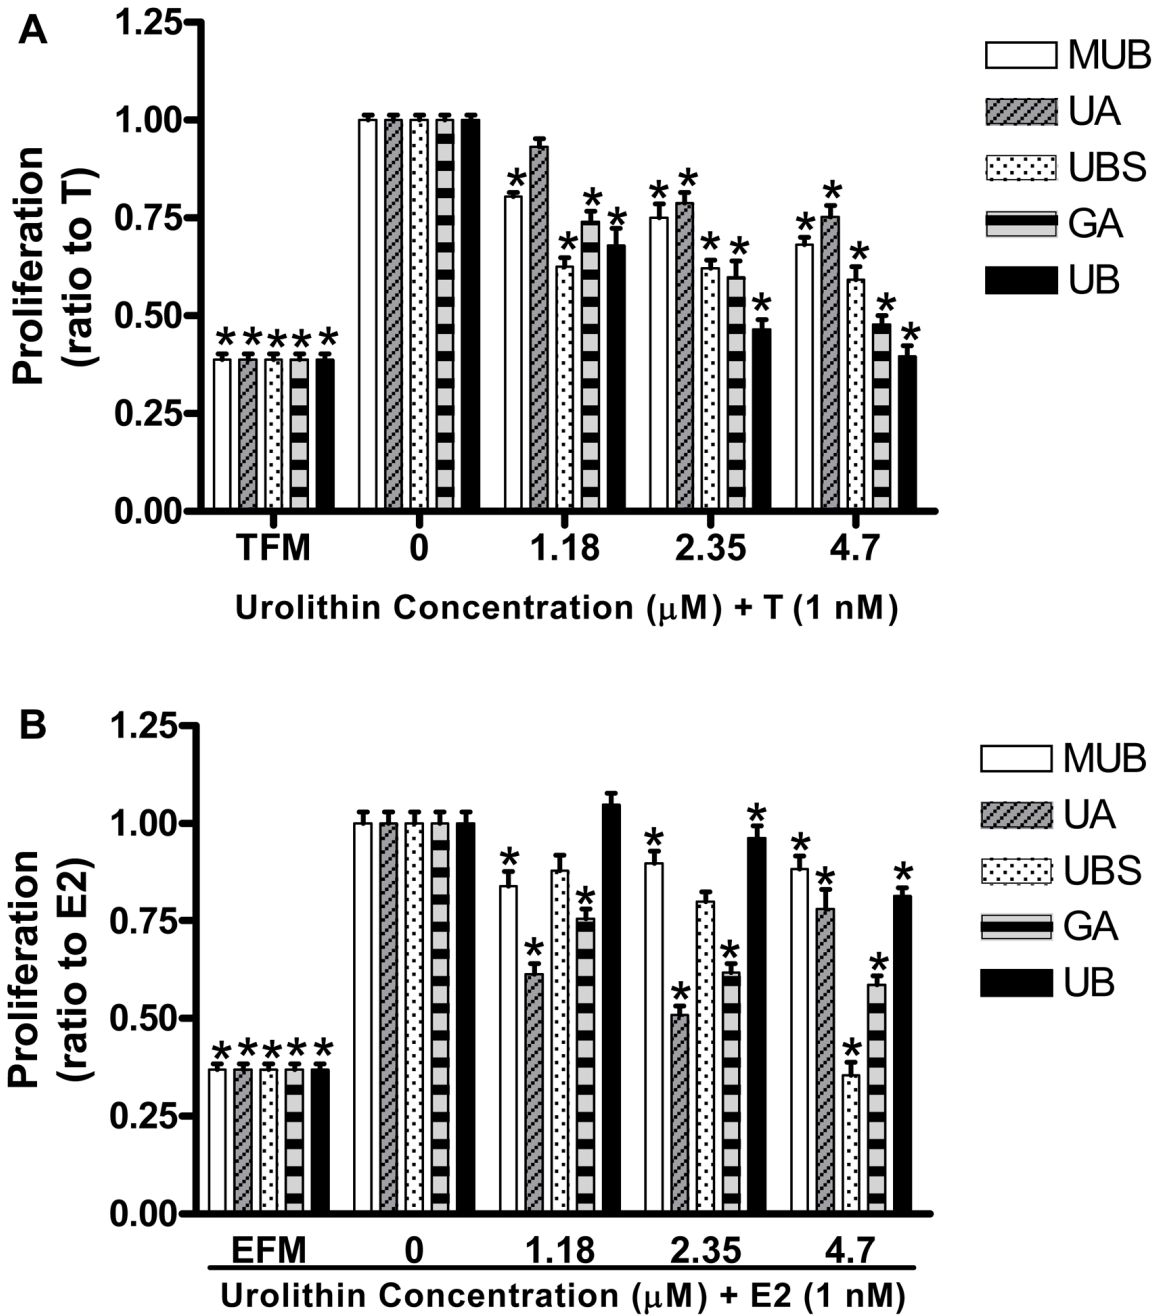 A
1.25
1.00
0.75
0.50
0.25
0.00
Proliferation
(ratio to T)
* * * * *
* * * *
* * * * *
* * * * *
TFM 0 1.18 2.35 4.7
Urolithin Concentration (μM) + T (1 nM)
MUB
UA
UBS
GA
UB
B
1.25
1.00
0.75
0.50
0.25
0.00
Proliferation
(ratio to E2)
* * * * *
* * *
* * * *
* * * * *
EFM 0 1.18 2.35 4.7
Urolithin Concentration (μM) + E2 (1 nM)
MUB
UA
UBS
GA
UB